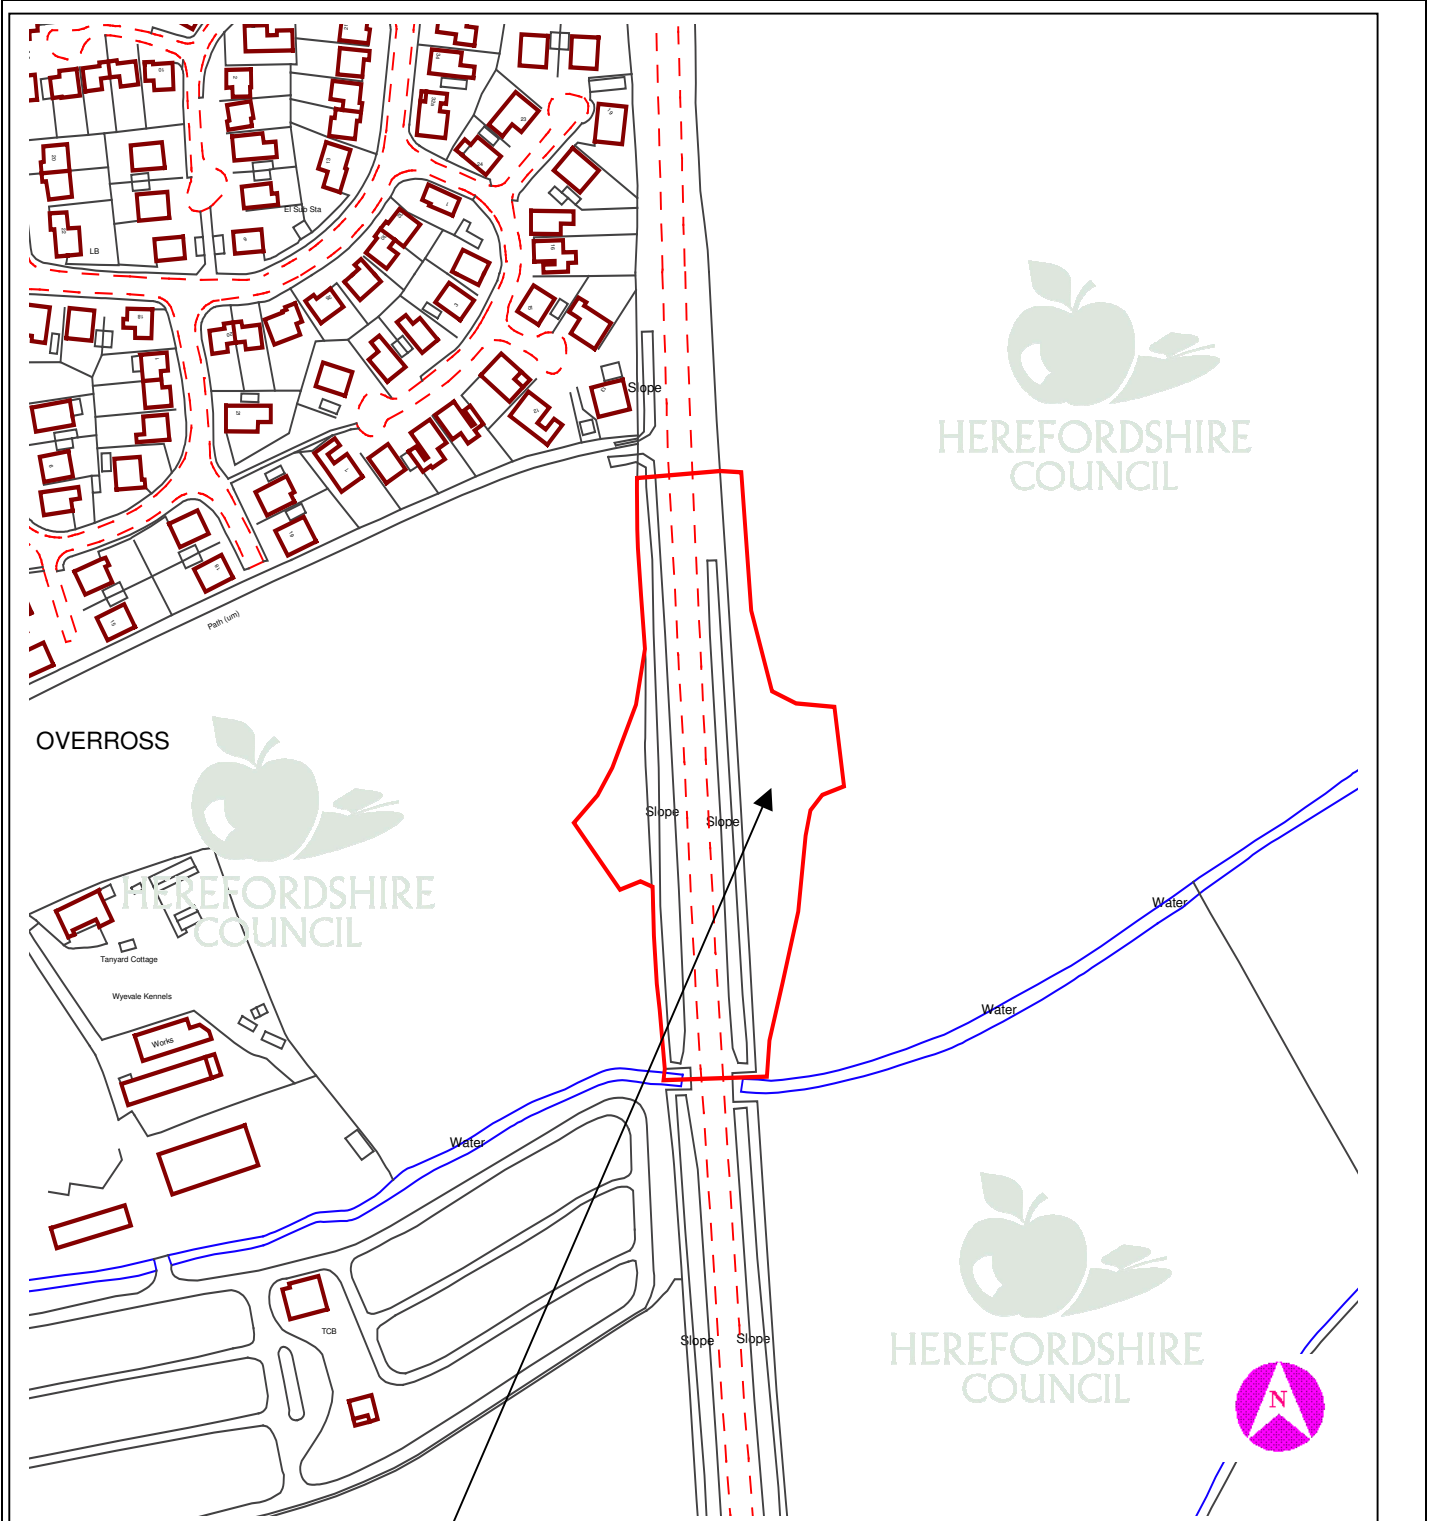 El Sub Sta
LB
Slope
HEREFORDSHIRE
COUNCIL
Path (um)
OVERROSS
Slope
Slope
HEREFORDSHIRE
COUNCIL
Water
Tanyard Cottage
Wyevale Kennels
Water
Works
Water
TCB
Slope
Slope
HEREFORDSHIRE
COUNCIL
N